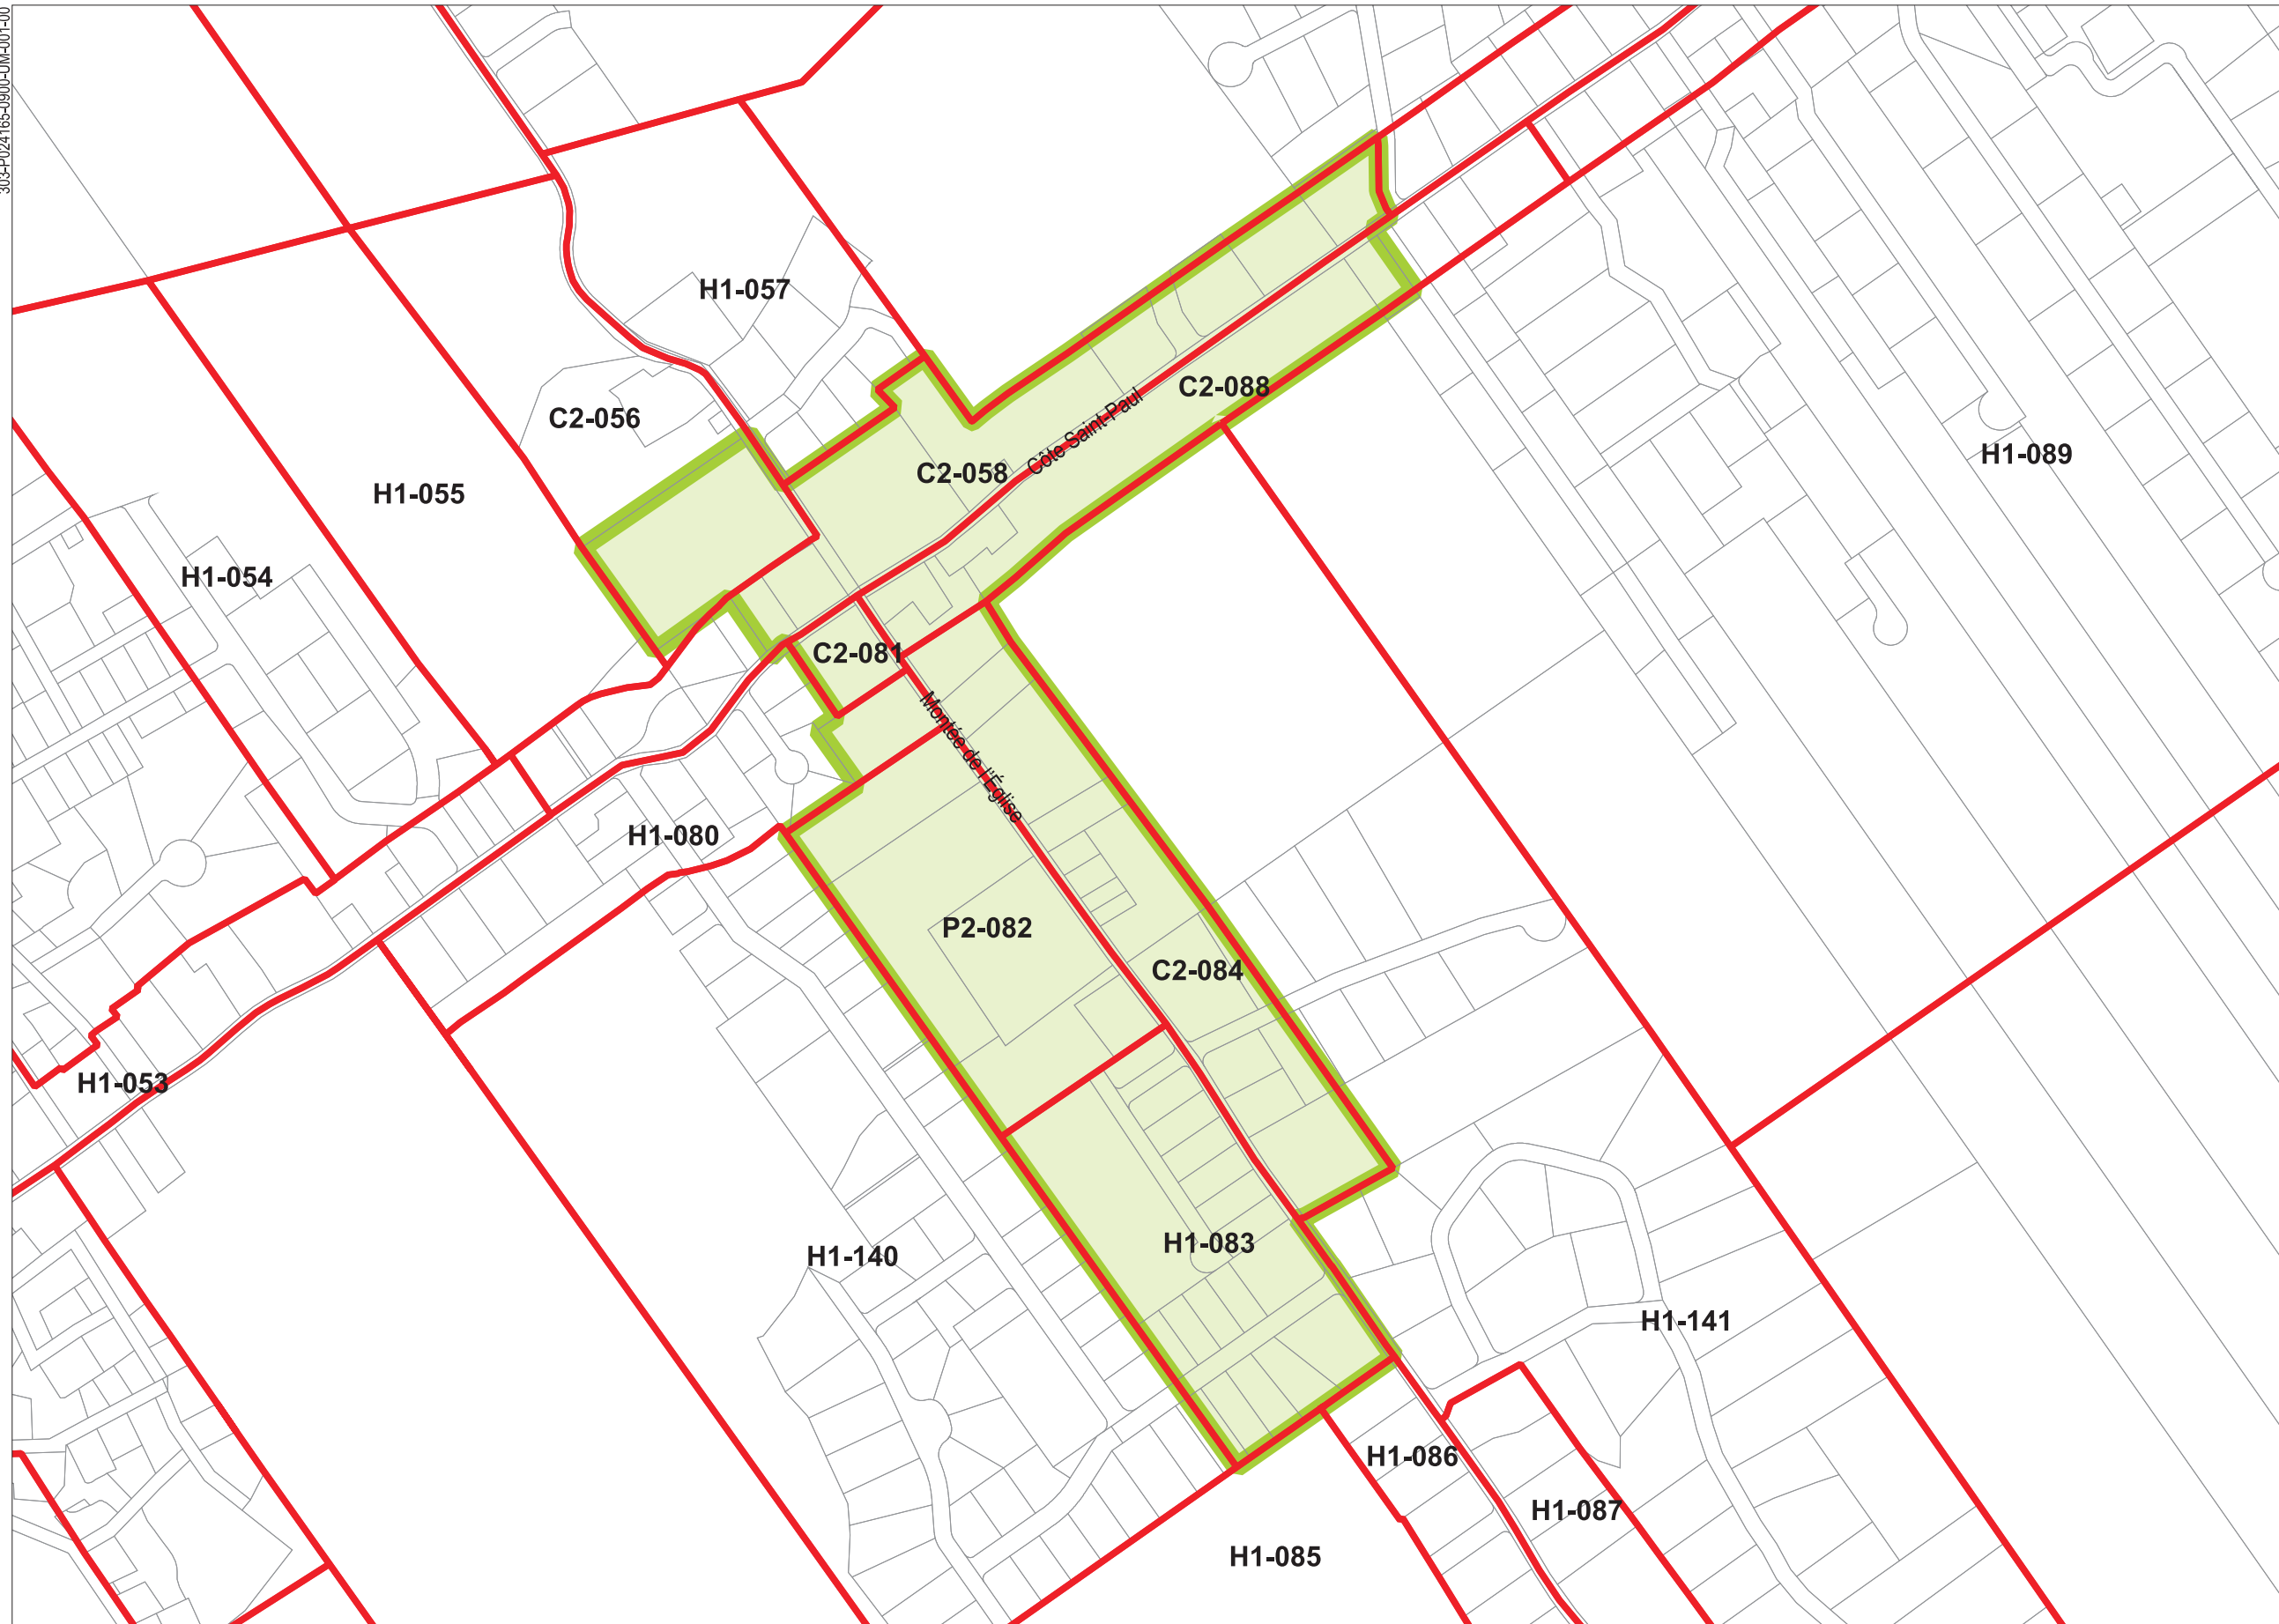 303-P024165-0900-UM-001-00
H1-057
C2-056
C2-088
Côte Saint-Paul
H1-089
C2-058
H1-055
H1-054
C2-081
Montée de l'Église
H1-080
P2-082
C2-084
H1-053
H1-083
H1-140
H1-141
H1-086
H1-087
H1-085